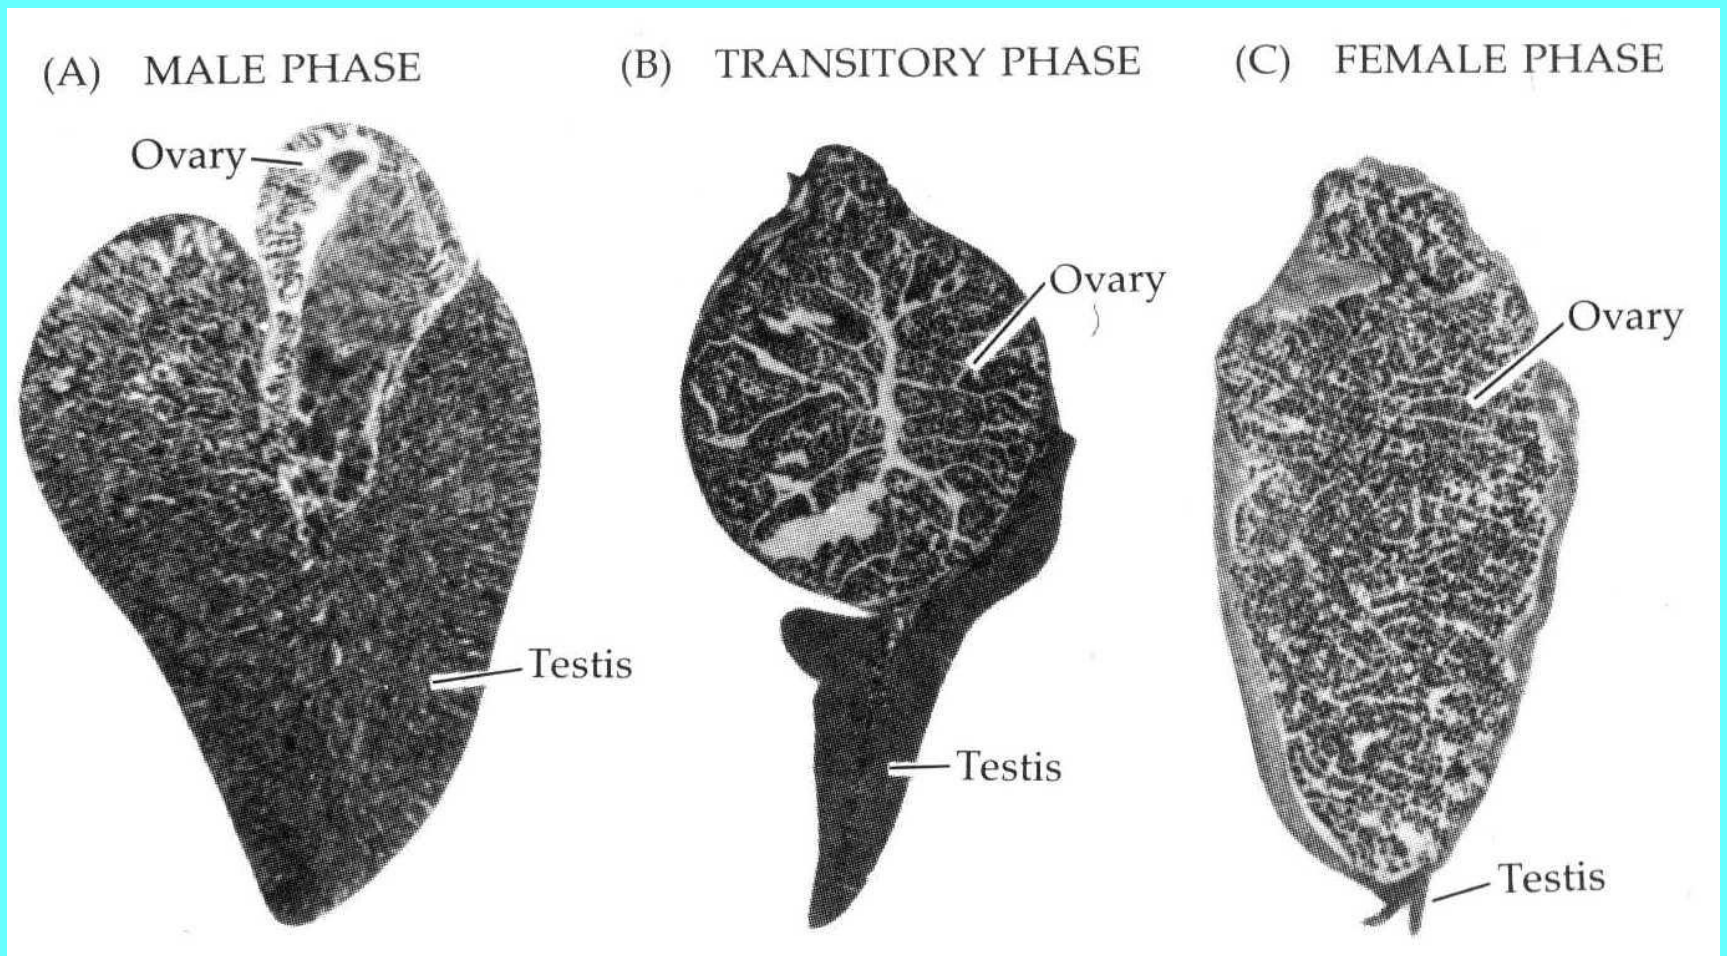 (A) MALE PHASE
(B) TRANSITORY PHASE
(C) FEMALE PHASE
Ovary
Testis
Ovary
Testis
Ovary
Testis